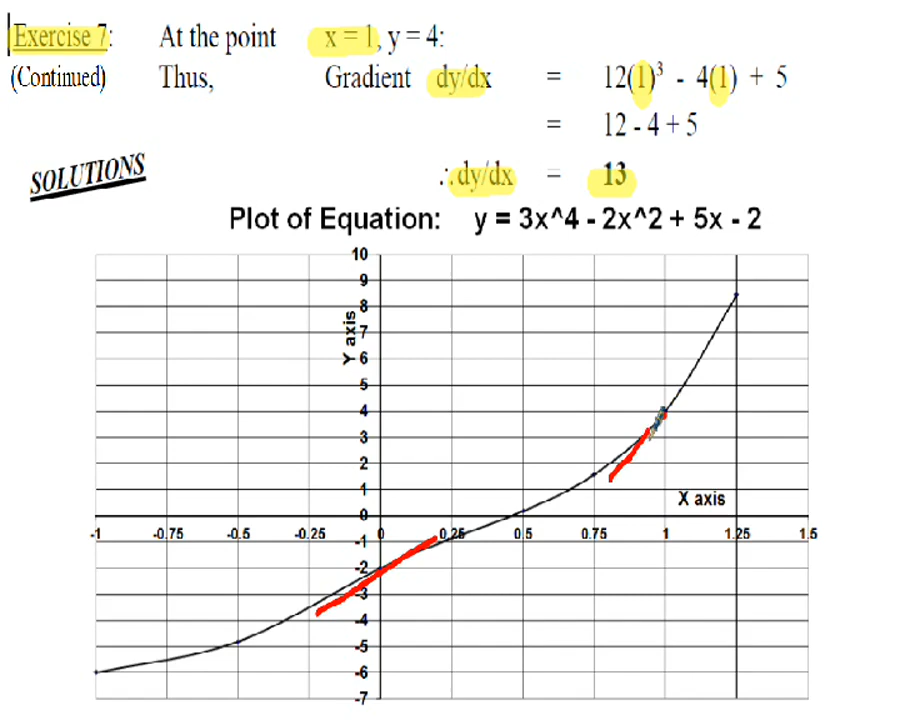 Exercise 7: At the point x = 1, y = 4:
(Continued) Thus, Gradient dy/dx = 12(1)³ - 4(1) + 5
= 12 - 4 + 5
SOLUTIONS
∴ dy/dx = 13
Plot of Equation: y = 3x^4 - 2x^2 + 5x - 2
10
9
8
7
Y axis
6
5
4
3
2
1
X axis
0
-1 -0.75 -0.5 -0.25 0 0.25 0.5 0.75 1 1.25 1.5
-1
-2
-3
-4
-5
-6
-7